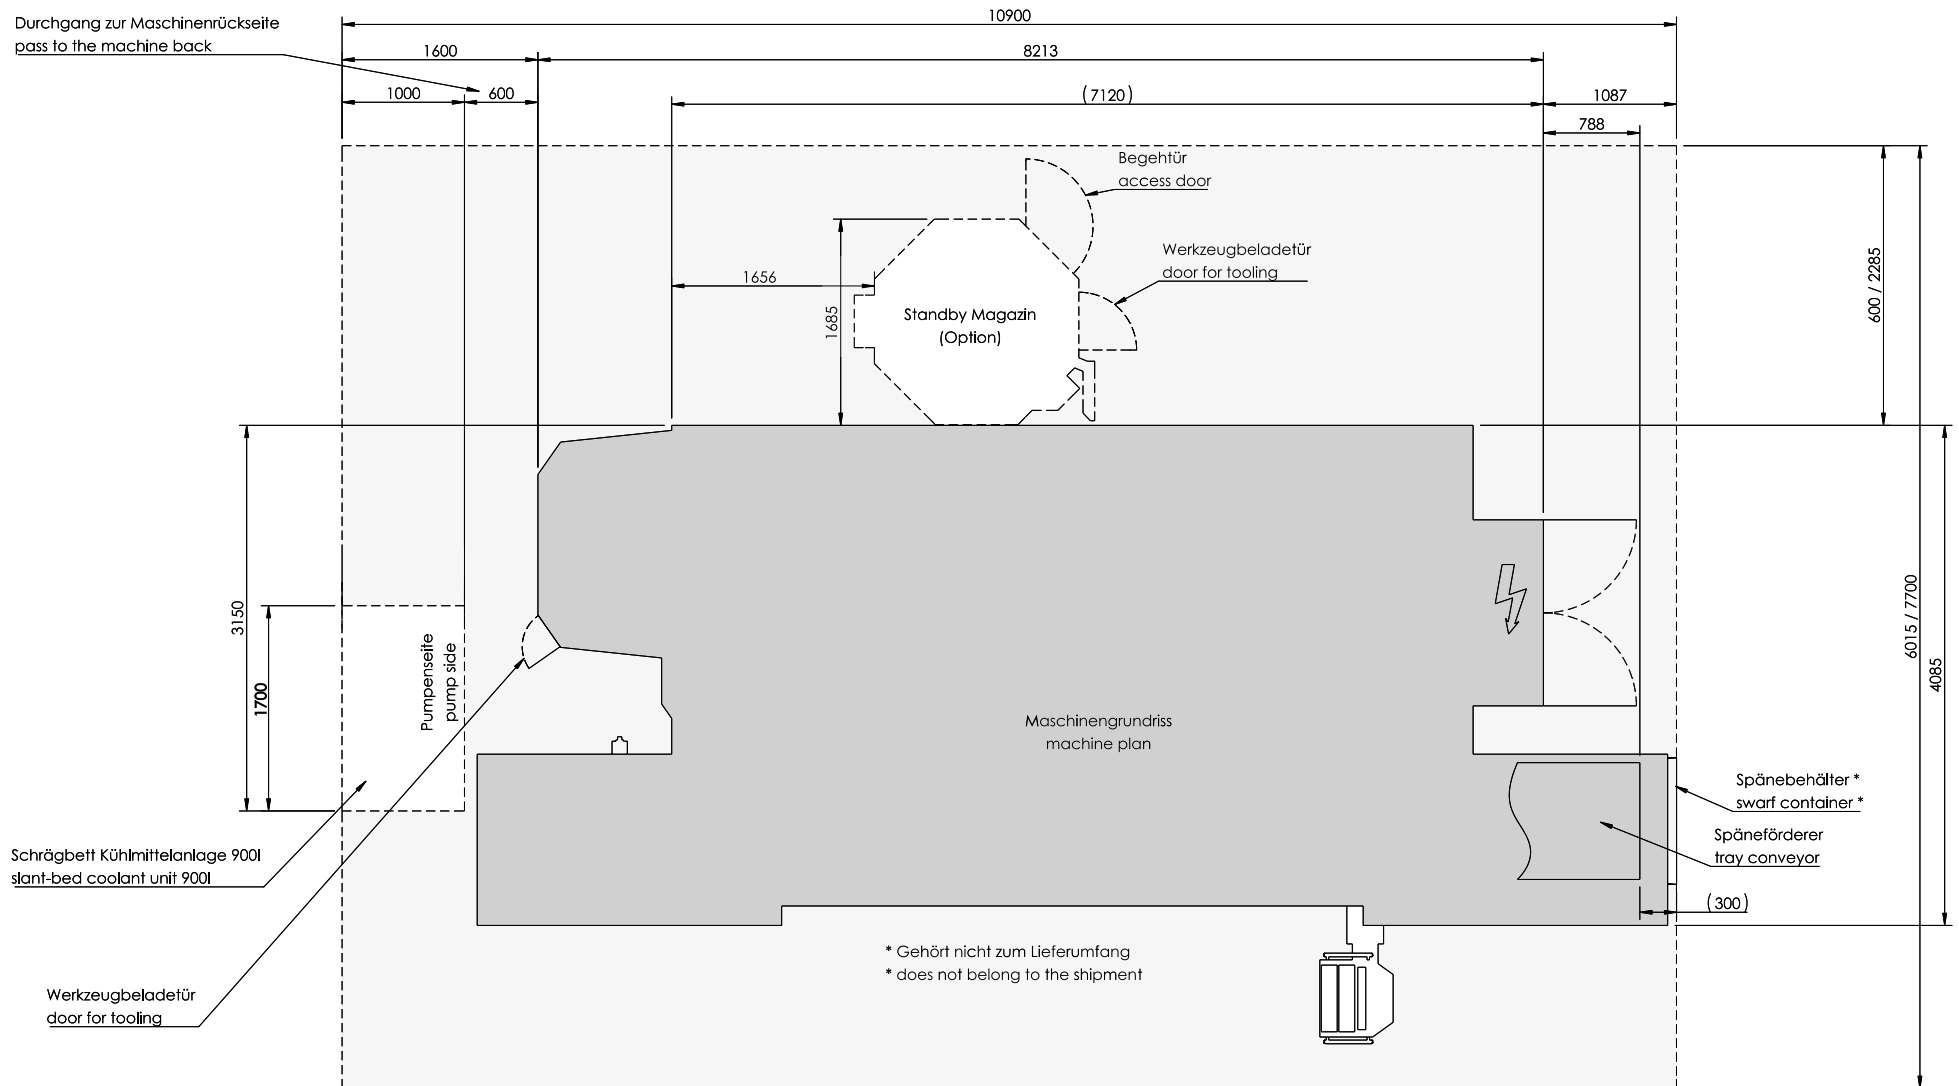 Durchgang zur Maschinenrückseite
pass to the machine back
10900
1600
8213
1000
600
(7120)
1087
788
Begehtür
access door
Werkzeugbeladetür
door for tooling
600 / 2285
1656
1685
Standby Magazin
(Option)
3150
1700
Pumpenseite
pump side
6015 / 7700
4085
Maschinengrundriss
machine plan
Spänebehälter *
swarf container *
Späneförderer
tray conveyor
Schrägbett Kühlmittelanlage 900l
slant-bed coolant unit 900l
(300)
* Gehört nicht zum Lieferumfang
* does not belong to the shipment
Werkzeugbeladetür
door for tooling